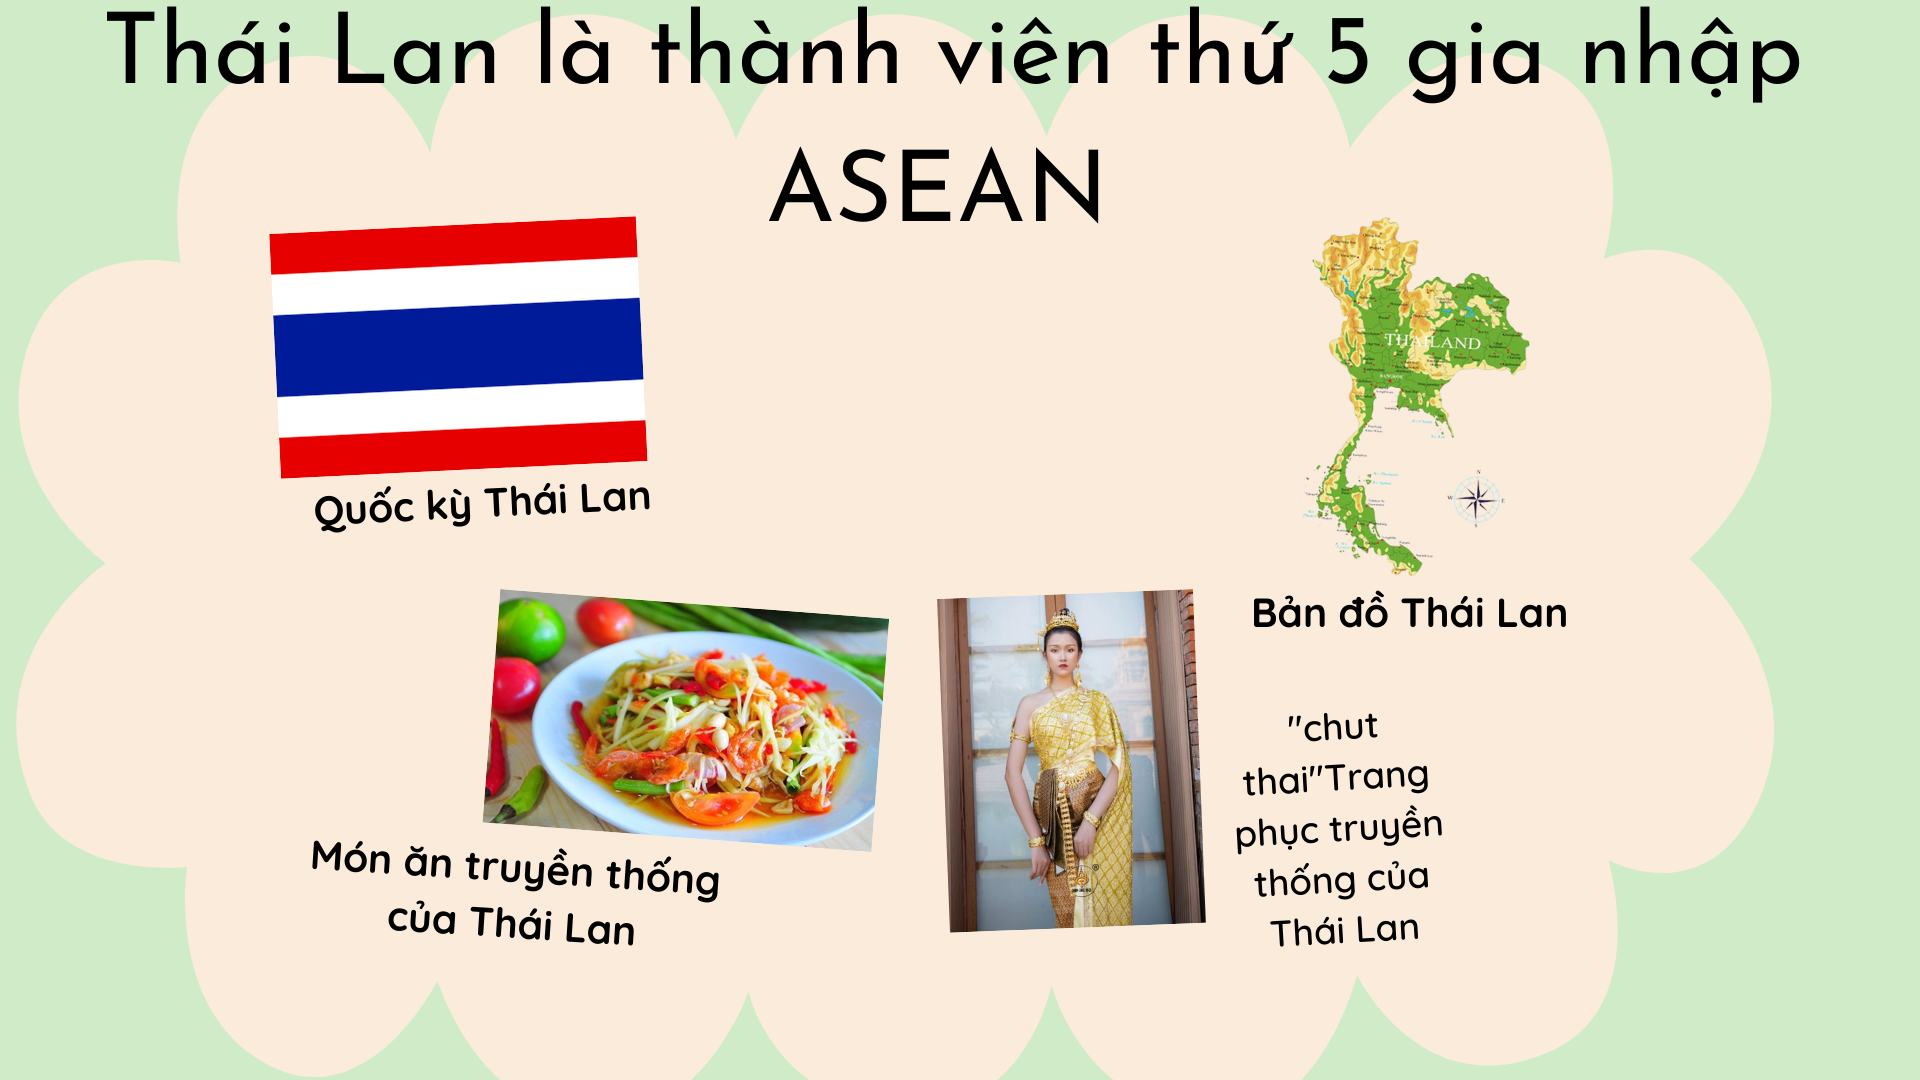 Thái Lan là thành viên thứ 5 gia nhập
ASEAN
Quốc kỳ Thái Lan
THAILAND
BANGKOK
N
W
E
S
Bản đồ Thái Lan
Món ăn truyền thống
của Thái Lan
"chut
thai"Trang
phục truyền
thống của
Thái Lan